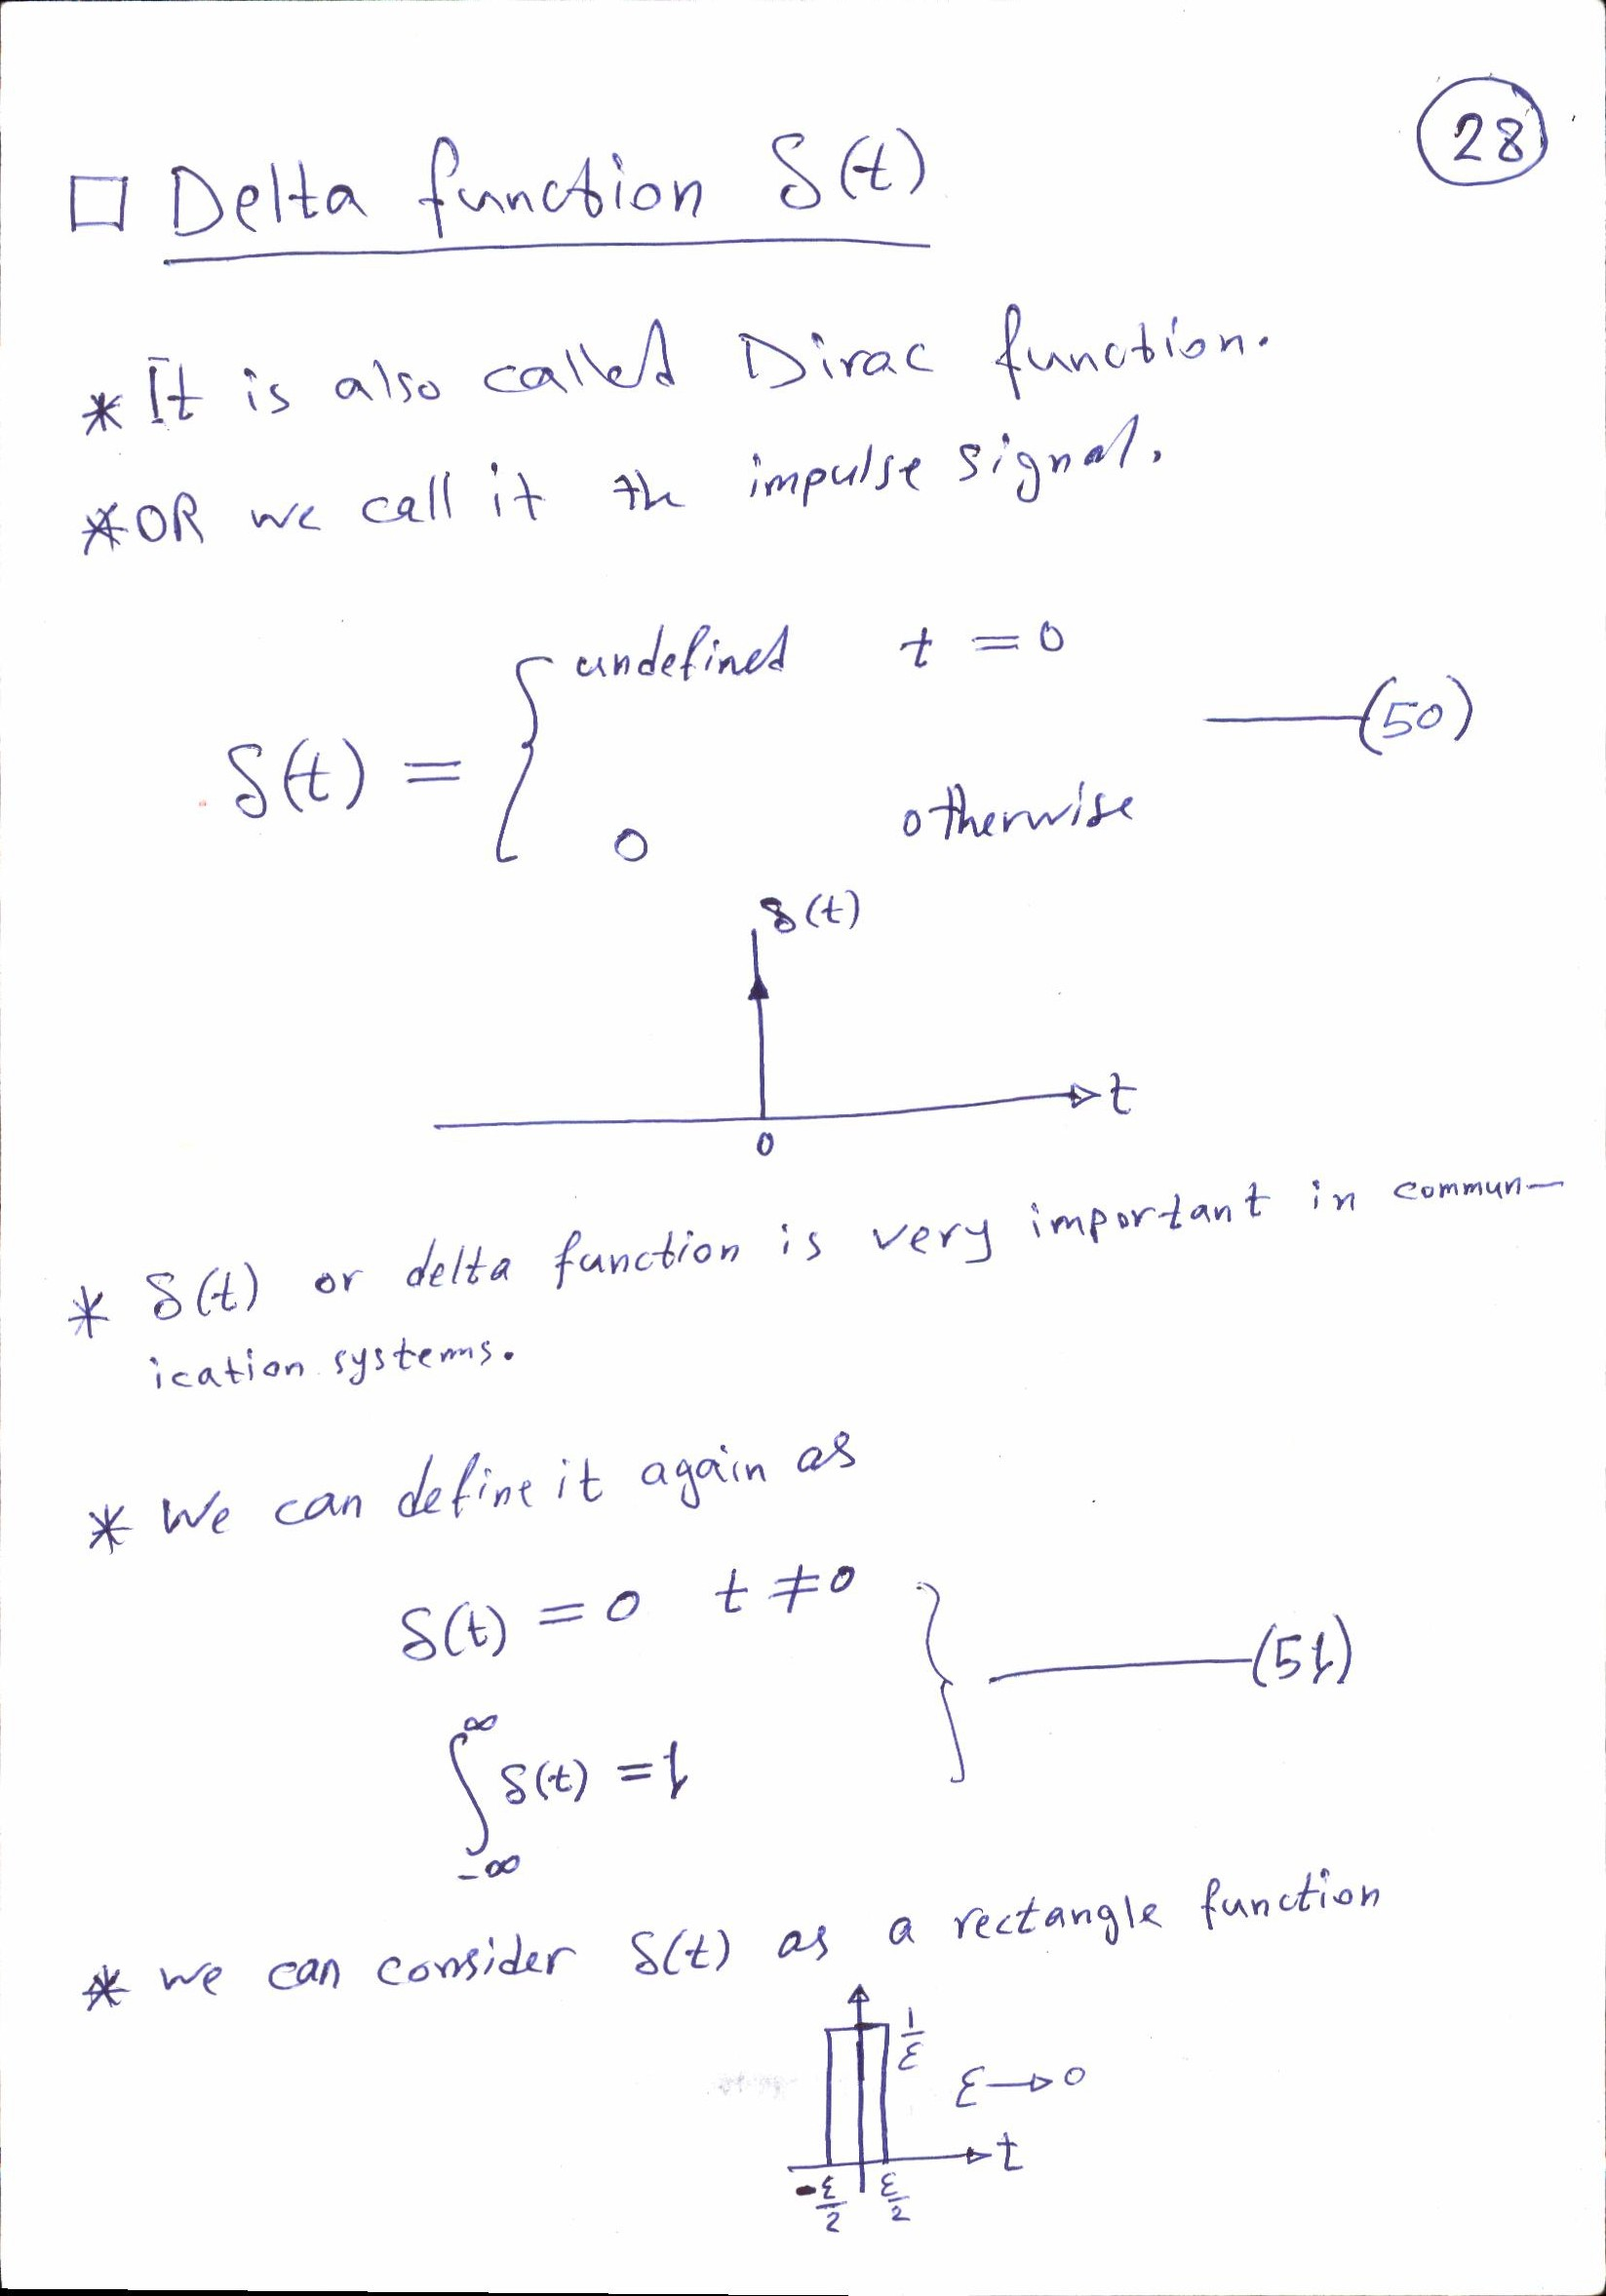 28
□ Delta function δ(t)
* It is also called Dirac function.
* OR we call it the impulse signal.
undefined t = 0
δ(t) = { —(50)
0 otherwise
δ(t)
t
0
* δ(t) or delta function is very important in commun-
ication systems.
* We can define it again as
δ(t) = 0 t ≠ 0
} —(51)
∫_{-∞}^{∞} δ(t) = 1
* we can consider δ(t) as a rectangle function
1/ε
ε → 0
t
-ε/2 ε/2